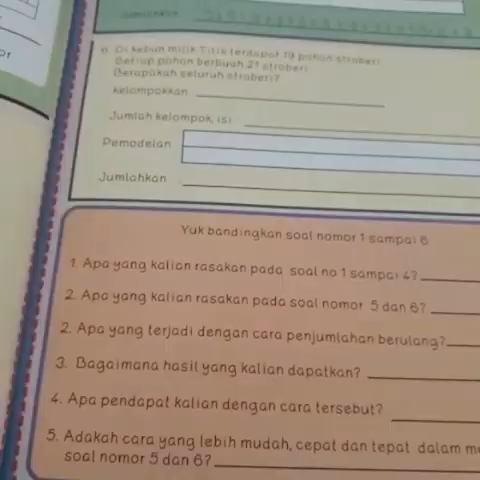 Jumlahkan
6. Di kebun milik Titik terdapat 19 pohon stroberi
Setiap pohon berbuah 21 stroberi
Berapakah seluruh stroberi?
Kelompokkan
Jumlah kelompok, isi
Pemodelan
Jumlahkan
Yuk bandingkan soal nomor 1 sampai 6
1. Apa yang kalian rasakan pada soal no 1 sampai 4?
2. Apa yang kalian rasakan pada soal nomor 5 dan 6?
2. Apa yang terjadi dengan cara penjumlahan berulang?
3. Bagaimana hasil yang kalian dapatkan?
4. Apa pendapat kalian dengan cara tersebut?
5. Adakah cara yang lebih mudah, cepat dan tepat dalam
soal nomor 5 dan 6?